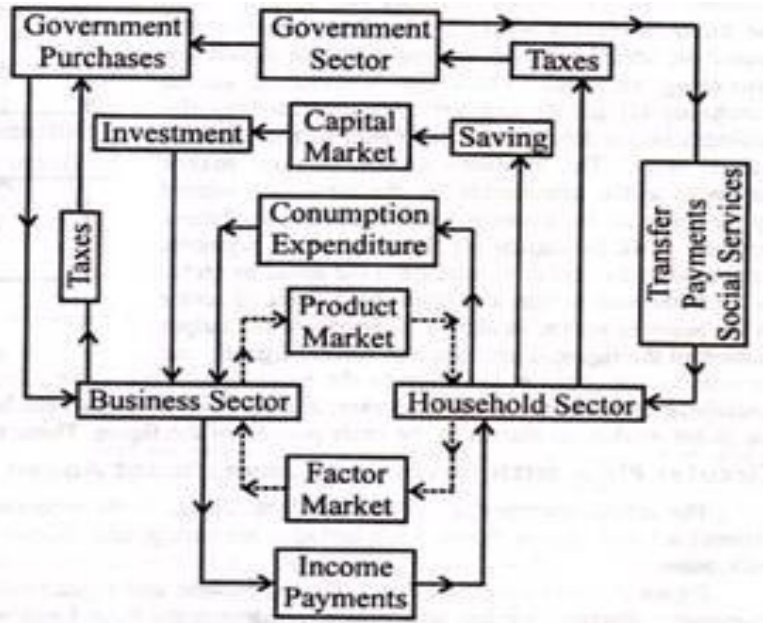 Government
Purchases
Government
Sector
Taxes
Investment
Capital
Market
Saving
Conumption
Expenditure
Taxes
Transfer
Payments
Social Services
Product
Market
Business Sector
Household Sector
Factor
Market
Income
Payments